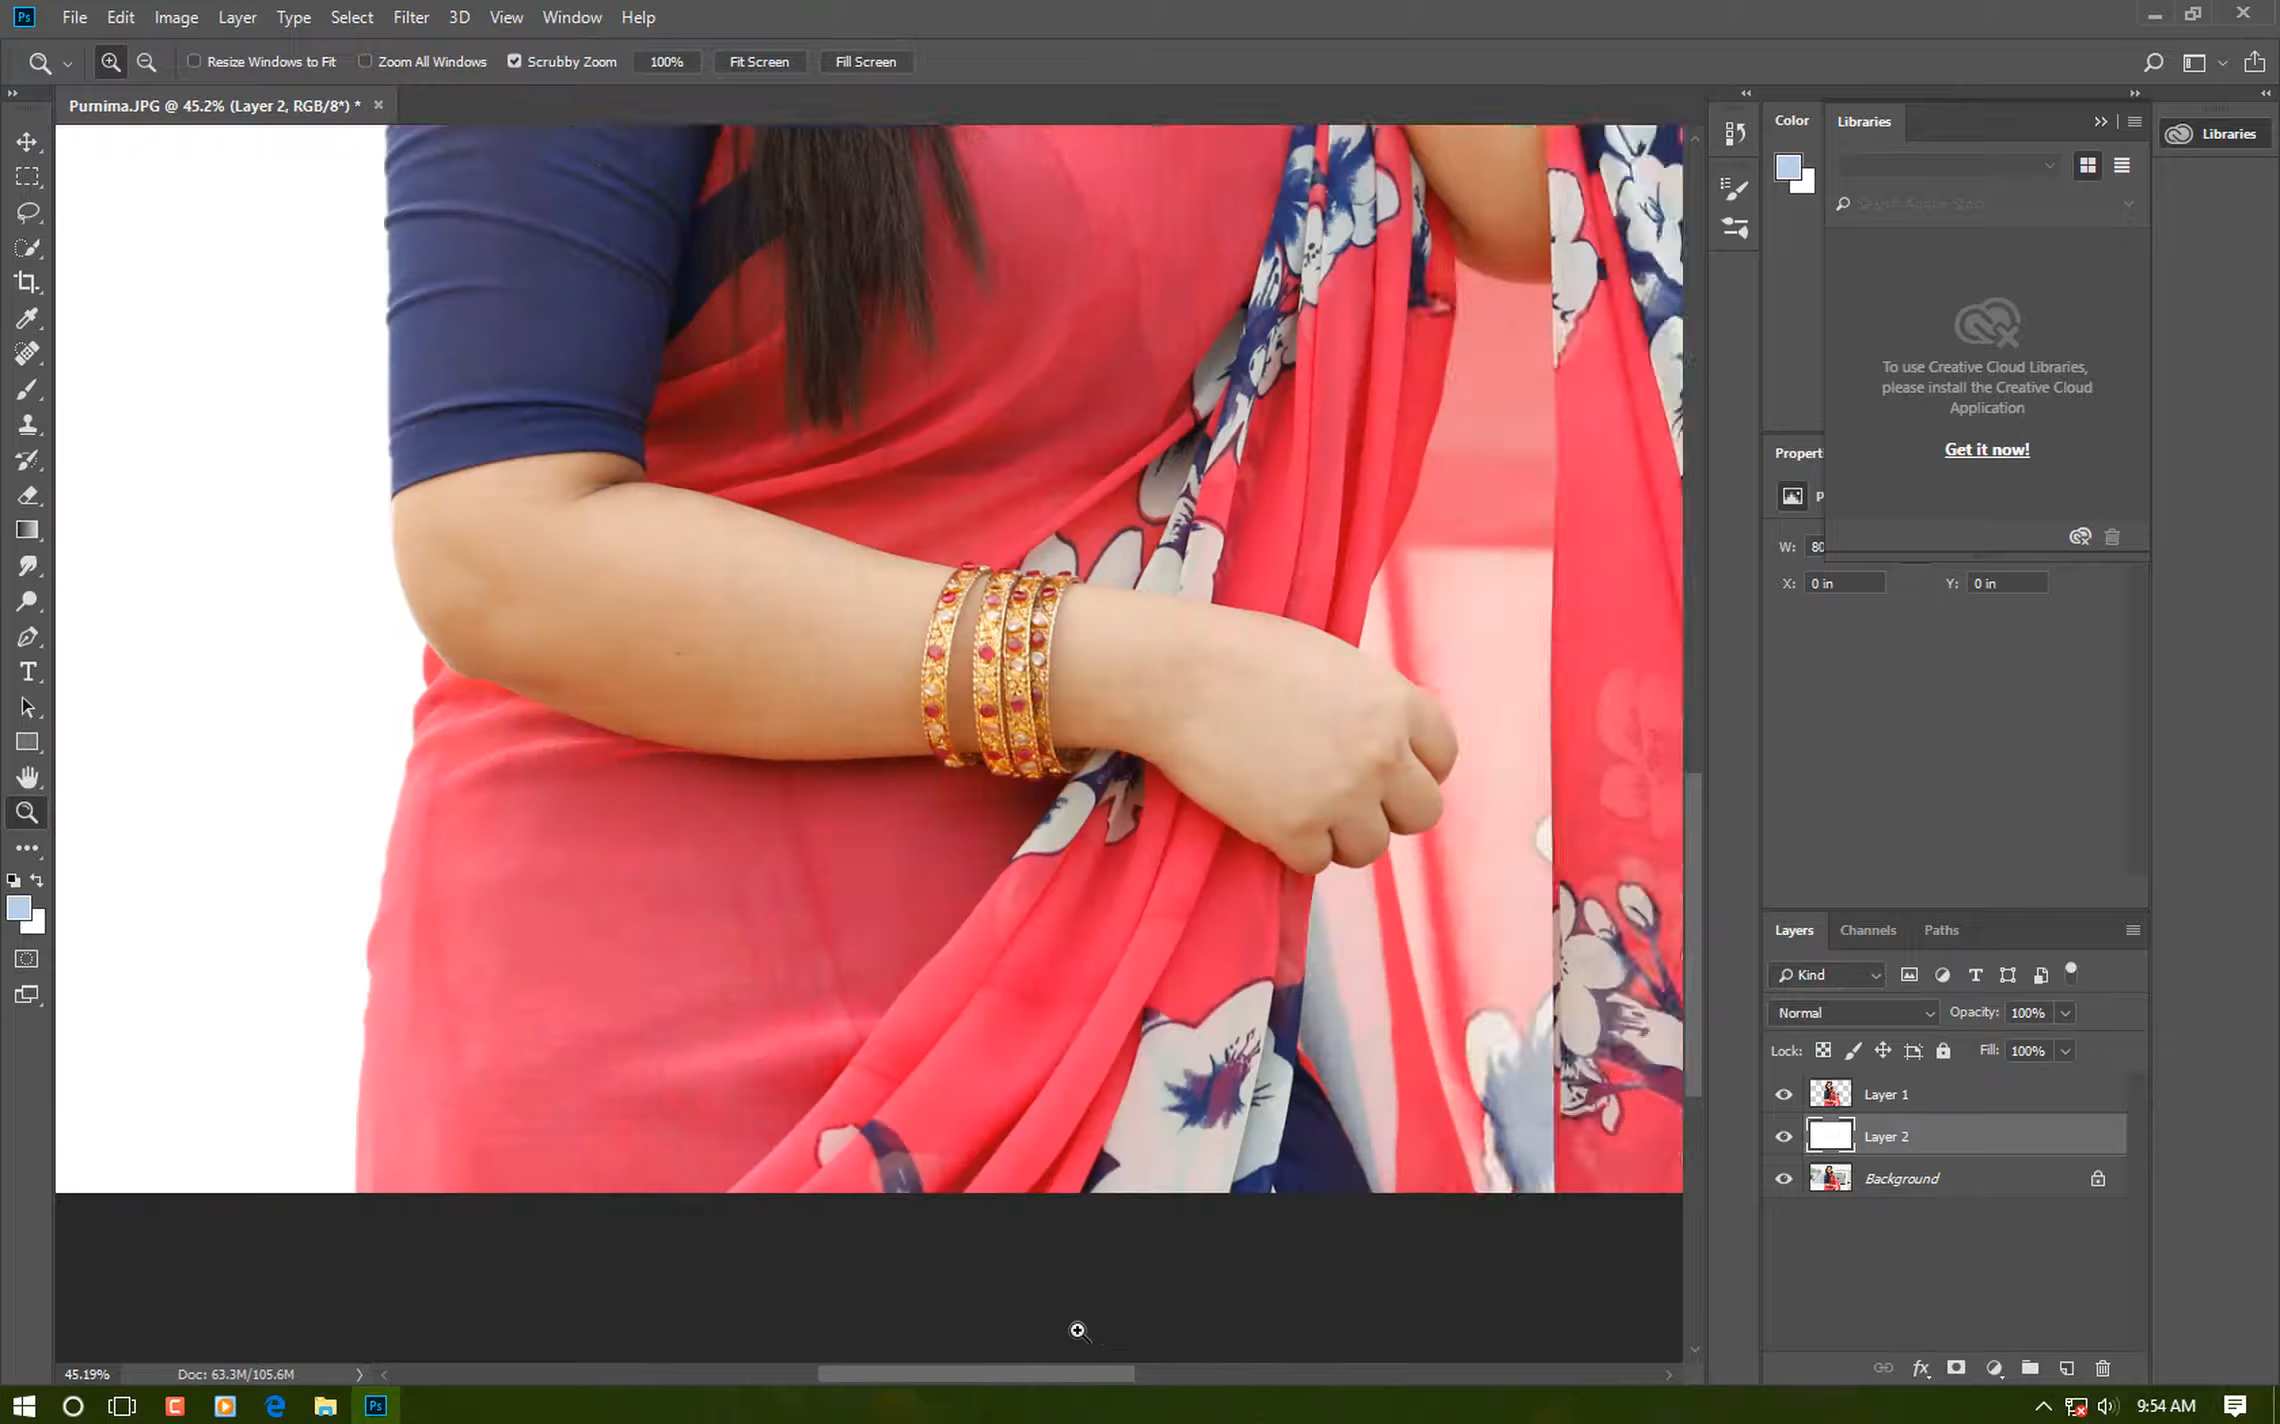 Ps File Edit Image Layer Type Select Filter 3D View Window Help
Resize Windows to Fit Zoom All Windows Scrubby Zoom 100% Fit Screen Fill Screen
Purnima.JPG @ 45.2% (Layer 2, RGB/8*) * ×
Color
Libraries
Libraries
To use Creative Cloud Libraries,
please install the Creative Cloud
Application
Get it now!
Properti
W: 80
X: 0 in Y: 0 in
Layers Channels Paths
Kind
Normal Opacity: 100%
Lock: Fill: 100%
Layer 1
Layer 2
Background
45.19% Doc: 63.3M/105.6M
Ps 9:54 AM